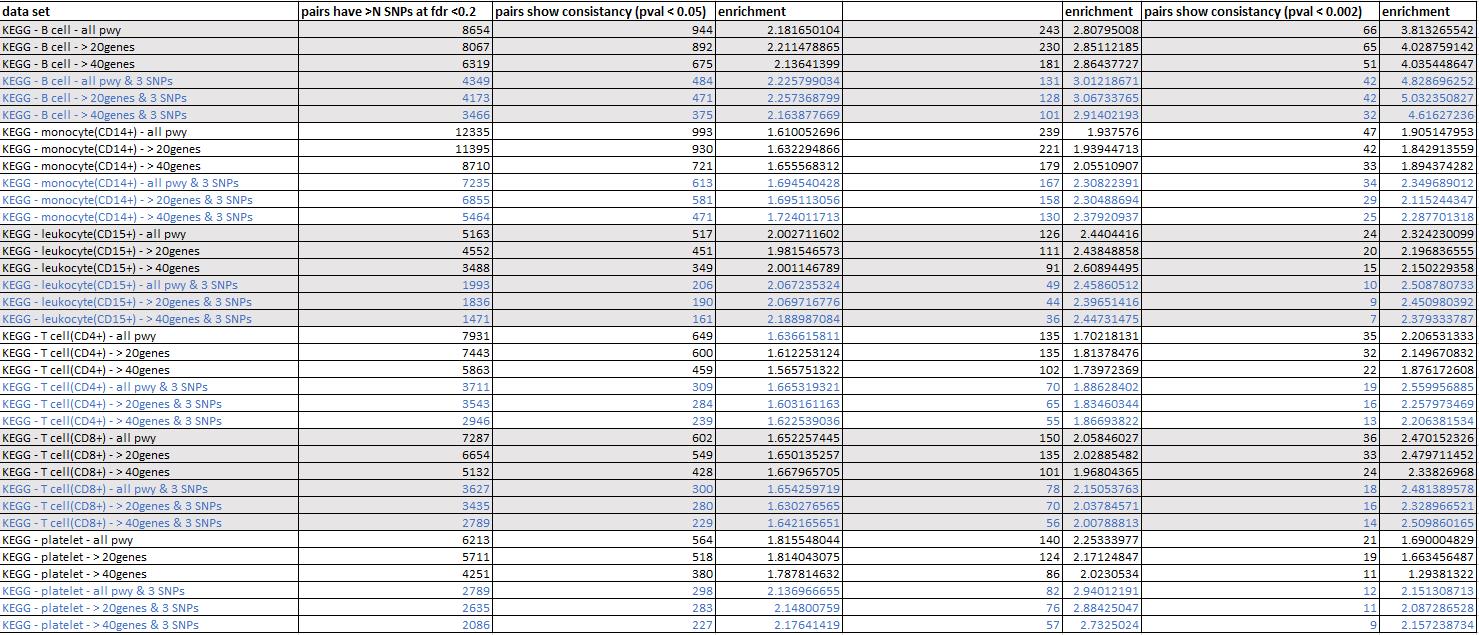 data set pairs have >N SNPs at fdr <0.2 pairs show consistancy (pval < 0.05) enrichment enrichment pairs show consistancy (pval < 0.002) enrichment
KEGG - B cell - all pwy 8654 944 2.181650104 243 2.80795008 66 3.813265542
KEGG - B cell - > 20genes 8067 892 2.211478865 230 2.85112185 65 4.028759142
KEGG - B cell - > 40genes 6319 675 2.13641399 181 2.86437727 51 4.035448647
KEGG - B cell - all pwy & 3 SNPs 4349 484 2.225799034 131 3.01218671 42 4.828696252
KEGG - B cell - > 20genes & 3 SNPs 4173 471 2.257368799 128 3.06733765 42 5.032350827
KEGG - B cell - > 40genes & 3 SNPs 3466 375 2.163877669 101 2.91402193 32 4.61627236
KEGG - monocyte(CD14+) - all pwy 12335 993 1.610052696 239 1.937576 47 1.905147953
KEGG - monocyte(CD14+) - > 20genes 11395 930 1.632294866 221 1.93944713 42 1.842913559
KEGG - monocyte(CD14+) - > 40genes 8710 721 1.655568312 179 2.05510907 33 1.894374282
KEGG - monocyte(CD14+) - all pwy & 3 SNPs 7235 613 1.694540428 167 2.30822391 34 2.349689012
KEGG - monocyte(CD14+) - > 20genes & 3 SNPs 6855 581 1.695113056 158 2.30488694 29 2.115244347
KEGG - monocyte(CD14+) - > 40genes & 3 SNPs 5464 471 1.724011713 130 2.37920937 25 2.287701318
KEGG - leukocyte(CD15+) - all pwy 5163 517 2.002711602 126 2.4404416 24 2.324230099
KEGG - leukocyte(CD15+) - > 20genes 4552 451 1.981546573 111 2.43848858 20 2.196836555
KEGG - leukocyte(CD15+) - > 40genes 3488 349 2.001146789 91 2.60894495 15 2.150229358
KEGG - leukocyte(CD15+) - all pwy & 3 SNPs 1993 206 2.067235324 49 2.45860512 10 2.508780733
KEGG - leukocyte(CD15+) - > 20genes & 3 SNPs 1836 190 2.069716776 44 2.39651416 9 2.450980392
KEGG - leukocyte(CD15+) - > 40genes & 3 SNPs 1471 161 2.188987084 36 2.44731475 7 2.379333787
KEGG - T cell(CD4+) - all pwy 7931 649 1.636615811 135 1.70218131 35 2.206531333
KEGG - T cell(CD4+) - > 20genes 7443 600 1.612253124 135 1.81378476 32 2.149670832
KEGG - T cell(CD4+) - > 40genes 5863 459 1.565751322 102 1.73972369 22 1.876172608
KEGG - T cell(CD4+) - all pwy & 3 SNPs 3711 309 1.665319321 70 1.88628402 19 2.559956885
KEGG - T cell(CD4+) - > 20genes & 3 SNPs 3543 284 1.603161163 65 1.83460344 16 2.257973469
KEGG - T cell(CD4+) - > 40genes & 3 SNPs 2946 239 1.622539036 55 1.86693822 13 2.206381534
KEGG - T cell(CD8+) - all pwy 7287 602 1.652257445 150 2.05846027 36 2.470152326
KEGG - T cell(CD8+) - > 20genes 6654 549 1.650135257 135 2.02885482 33 2.479711452
KEGG - T cell(CD8+) - > 40genes 5132 428 1.667965705 101 1.96804365 24 2.33826968
KEGG - T cell(CD8+) - all pwy & 3 SNPs 3627 300 1.654259719 78 2.15053763 18 2.481389578
KEGG - T cell(CD8+) - > 20genes & 3 SNPs 3435 280 1.630276565 70 2.03784571 16 2.328966521
KEGG - T cell(CD8+) - > 40genes & 3 SNPs 2789 229 1.642165651 56 2.00788813 14 2.509860165
KEGG - platelet - all pwy 6213 564 1.815548044 140 2.25333977 21 1.690004829
KEGG - platelet - > 20genes 5711 518 1.814043075 124 2.17124847 19 1.663456487
KEGG - platelet - > 40genes 4251 380 1.787814632 86 2.0230534 11 1.29381322
KEGG - platelet - all pwy & 3 SNPs 2789 298 2.136966655 82 2.94012191 12 2.151308713
KEGG - platelet - > 20genes & 3 SNPs 2635 283 2.14800759 76 2.88425047 11 2.087286528
KEGG - platelet - > 40genes & 3 SNPs 2086 227 2.17641419 57 2.7325024 9 2.157238734